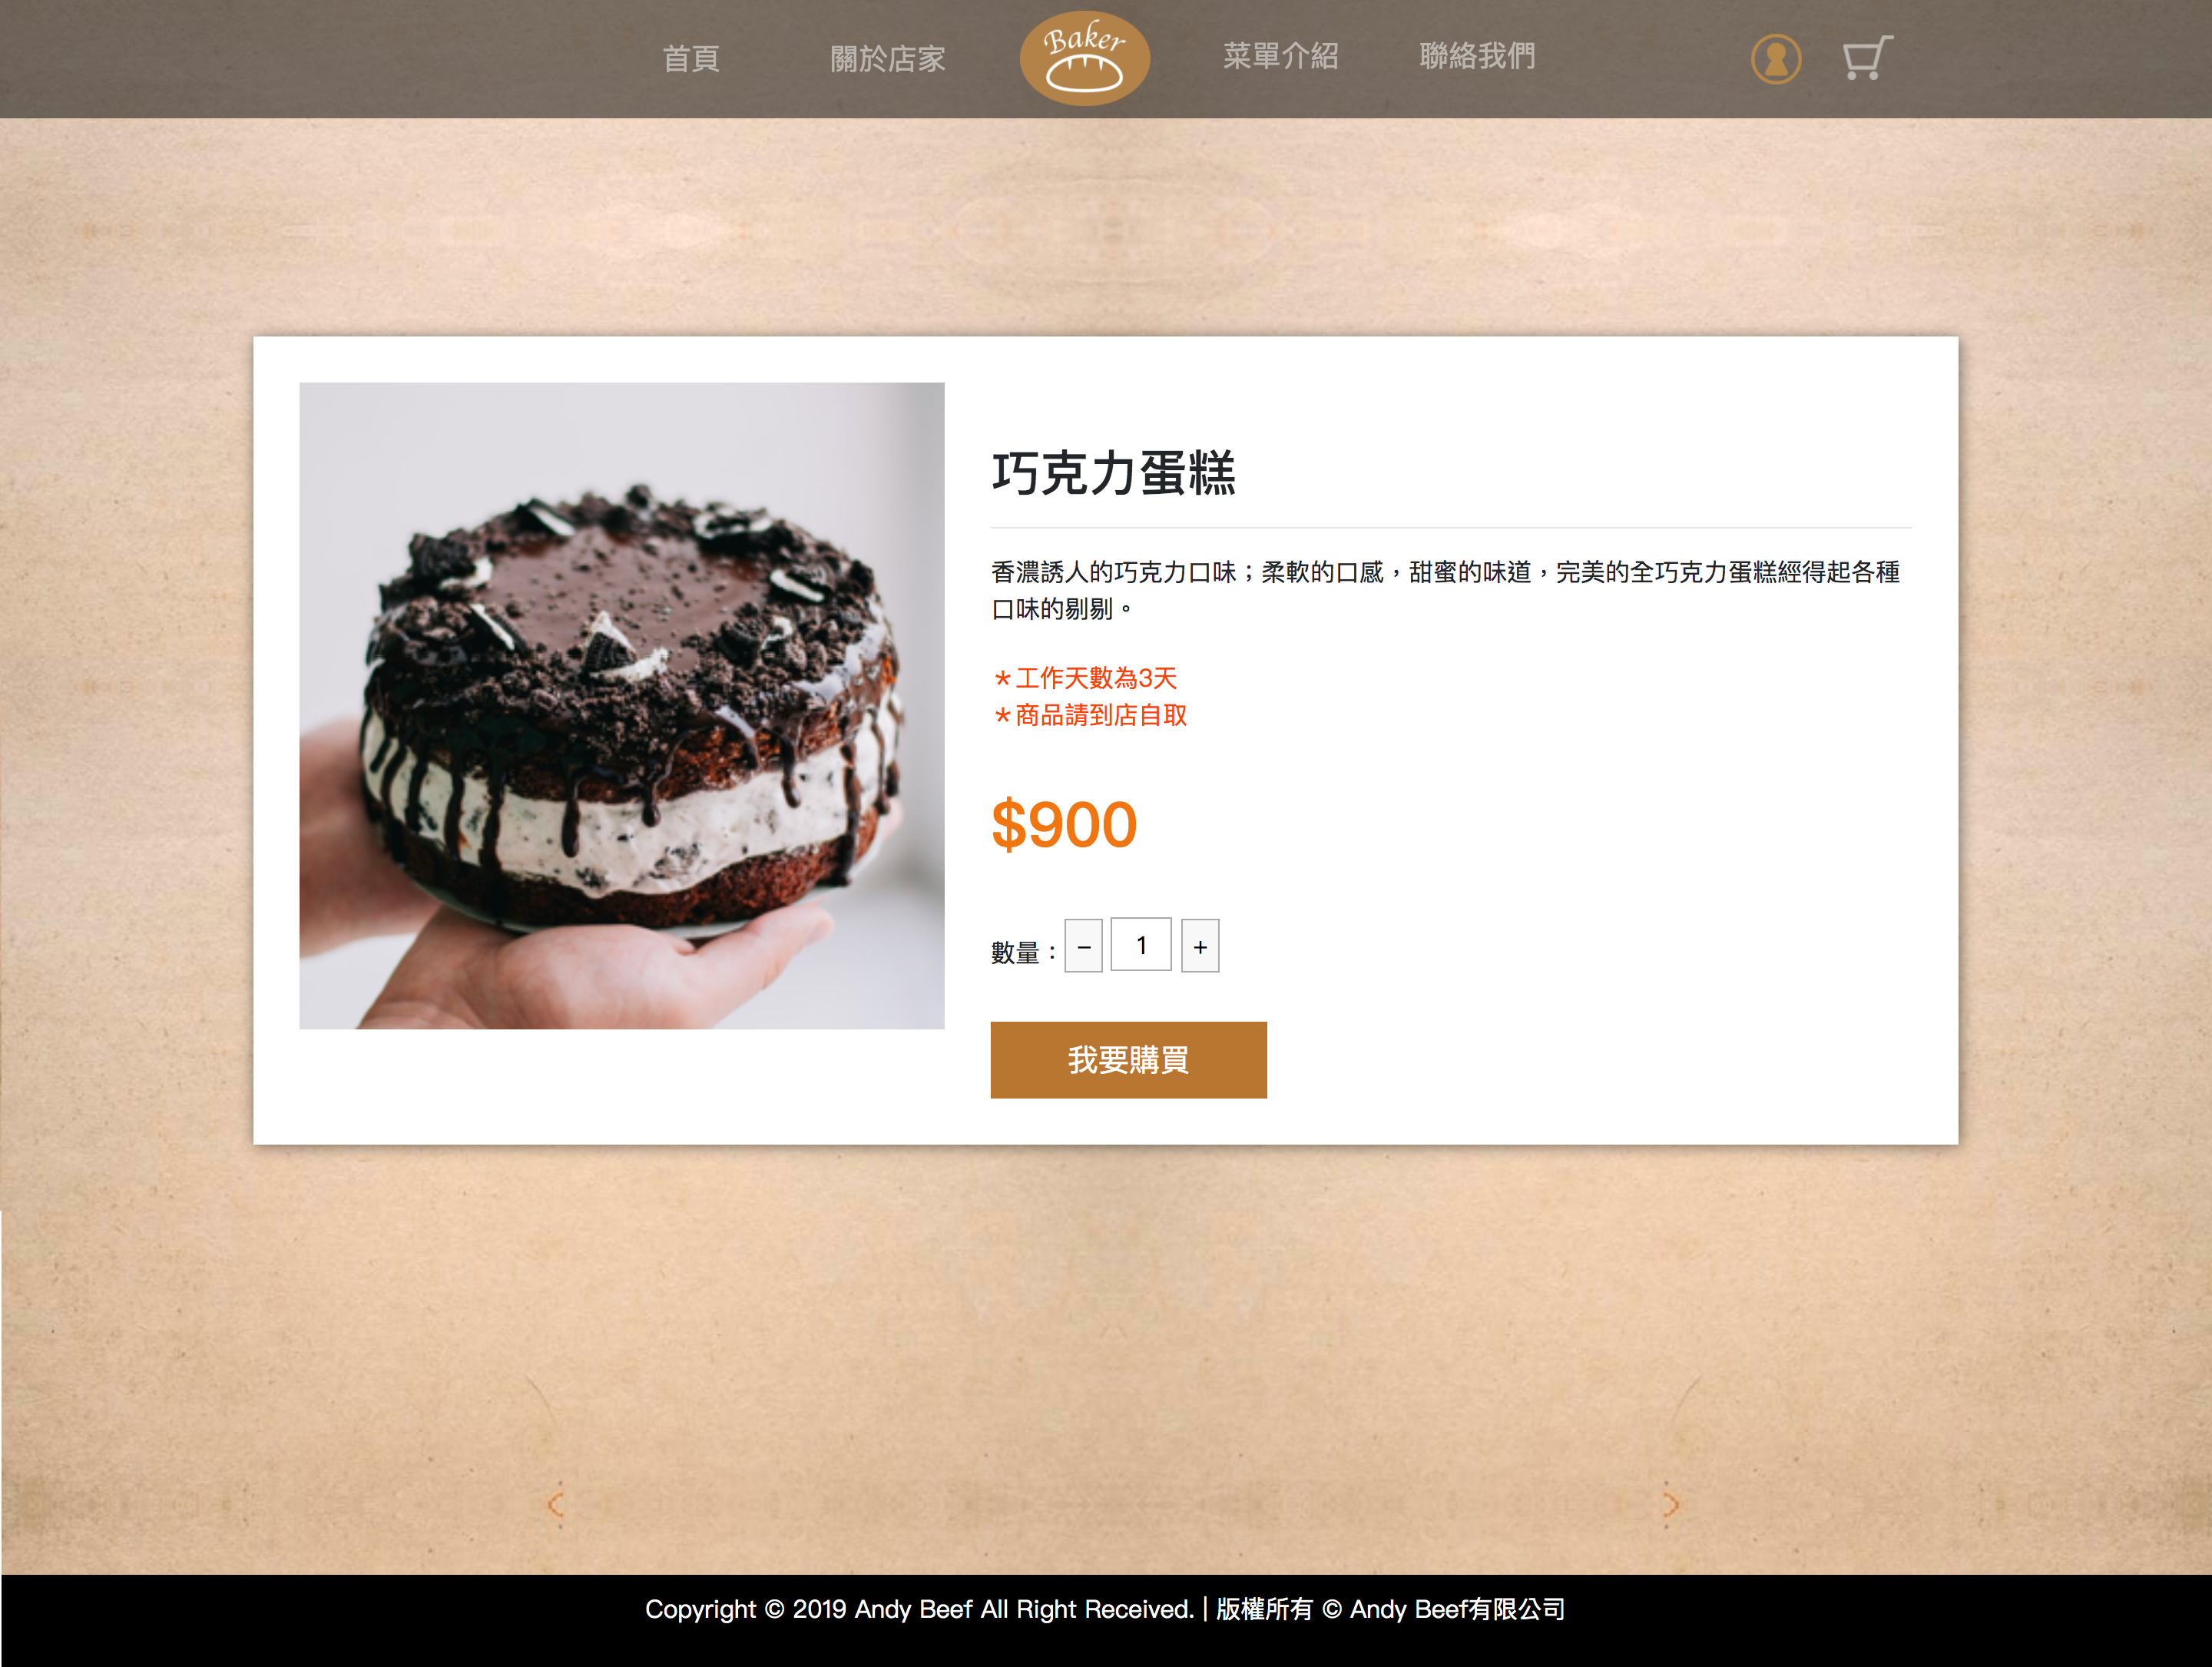 首頁
關於店家
Baker
菜單介紹
聯絡我們
巧克力蛋糕
香濃誘人的巧克力口味；柔軟的口感，甜蜜的味道，完美的全巧克力蛋糕經得起各種
口味的剔剔。
＊工作天數為3天
＊商品請到店自取
$900
數量： − 1 +
我要購買
Copyright © 2019 Andy Beef All Right Received. | 版權所有 © Andy Beef有限公司